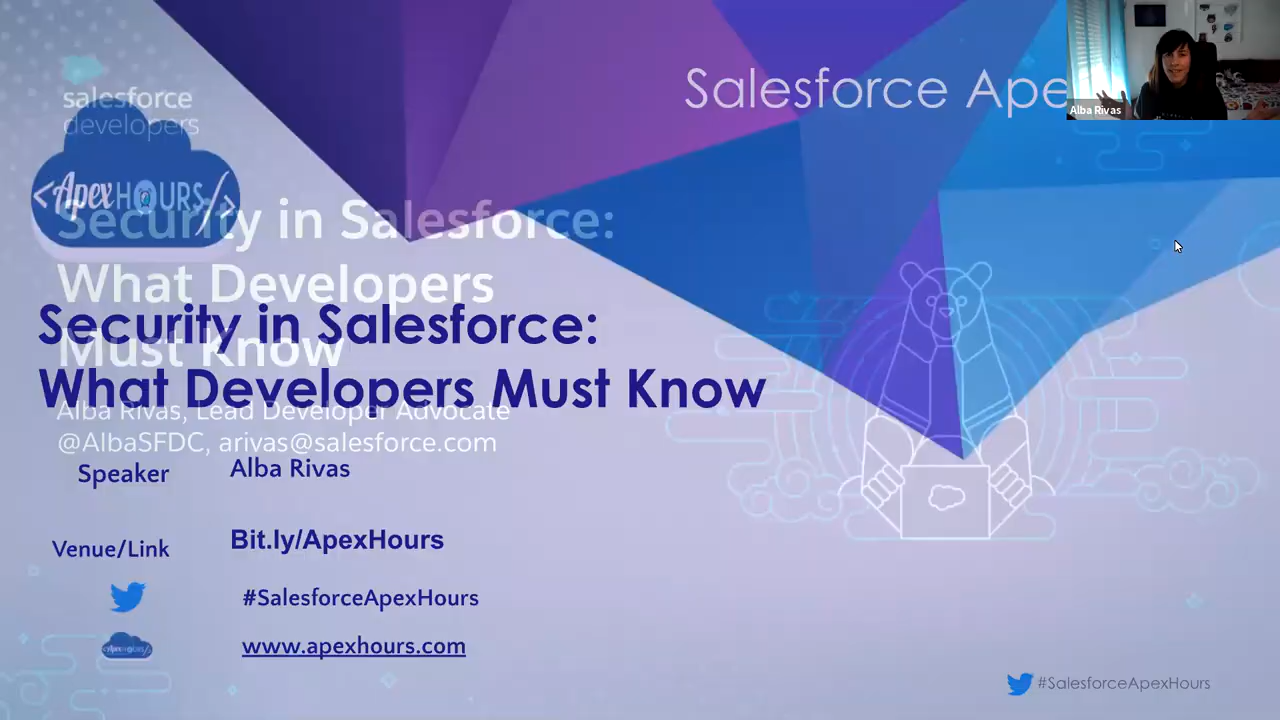 Salesforce Ape
Alba Rivas
salesforce
developers
<ApexHOURS/>
Security in Salesforce:
What Developers
Must Know
Alba Rivas, Lead Developer Advocate
@AlbaSFDC, arivas@salesforce.com
Security in Salesforce:
What Developers Must Know
Speaker Alba Rivas
Venue/Link Bit.ly/ApexHours
#SalesforceApexHours
www.apexhours.com
#SalesforceApexHours